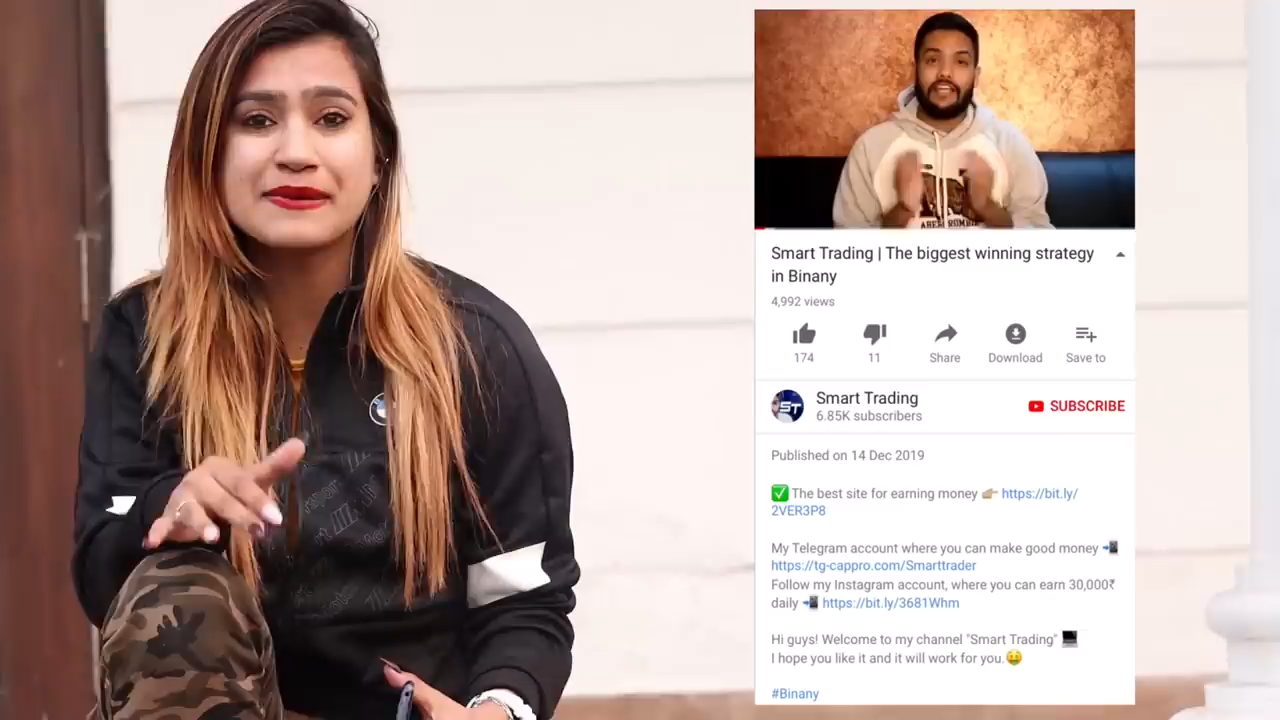 ABERCROMBIE
Smart Trading | The biggest winning strategy
in Binany
4,992 views
174
11
Share
Download
Save to
ST
Smart Trading
6.85K subscribers
SUBSCRIBE
Published on 14 Dec 2019
✅ The best site for earning money 👉🏼 https://bit.ly/
2VER3P8
My Telegram account where you can make good money 📲
https://tg-cappro.com/Smarttrader
Follow my Instagram account, where you can earn 30,000₹
daily 📲 https://bit.ly/3681Whm
Hi guys! Welcome to my channel "Smart Trading" 💻
I hope you like it and it will work for you.🤑
#Binany